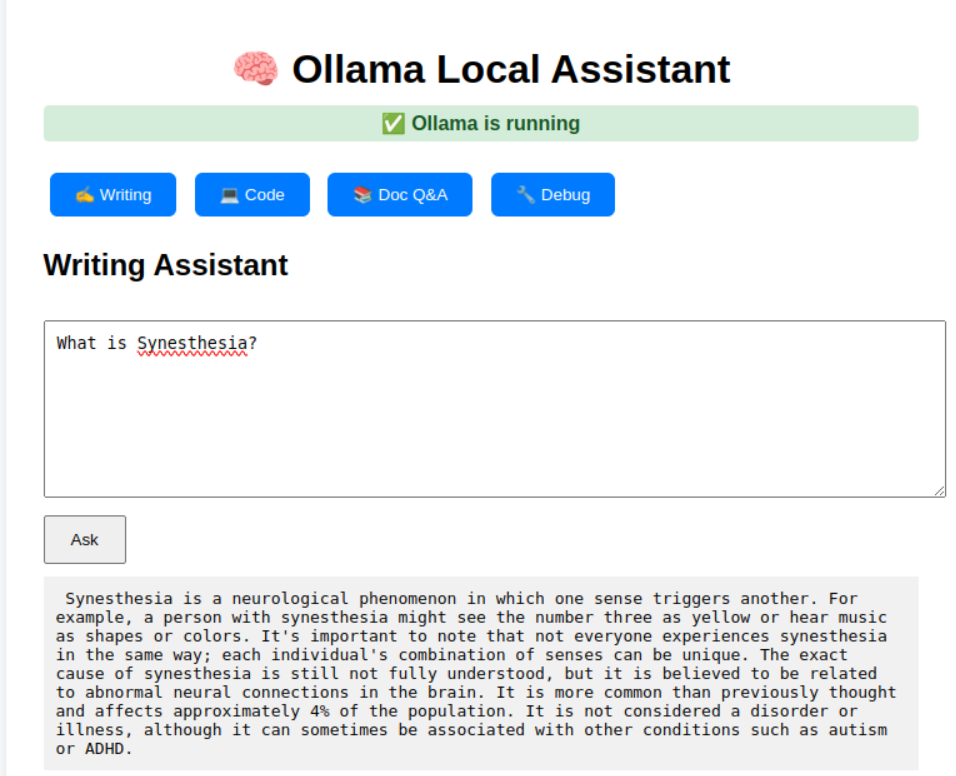 🧠 Ollama Local Assistant
✅ Ollama is running
✍️ Writing 💻 Code 📚 Doc Q&A 🔧 Debug
Writing Assistant
What is Synesthesia?
Ask
Synesthesia is a neurological phenomenon in which one sense triggers another. For
example, a person with synesthesia might see the number three as yellow or hear music
as shapes or colors. It's important to note that not everyone experiences synesthesia
in the same way; each individual's combination of senses can be unique. The exact
cause of synesthesia is still not fully understood, but it is believed to be related
to abnormal neural connections in the brain. It is more common than previously thought
and affects approximately 4% of the population. It is not considered a disorder or
illness, although it can sometimes be associated with other conditions such as autism
or ADHD.